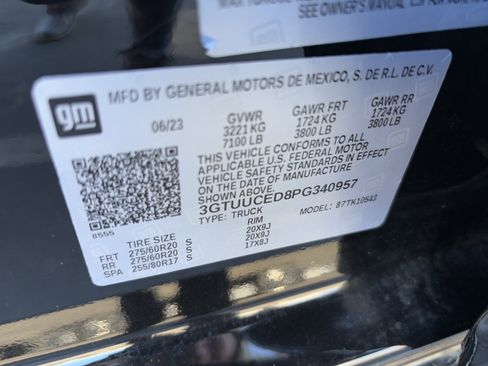 SEE OWNER'S MANUAL
gm
MFD BY GENERAL MOTORS DE MEXICO, S. DE R.L. DE C.V.
06/23 GVWR GAWR FRT GAWR RR
3221 KG 1724 KG 1724 KG
7100 LB 3800 LB 3800 LB
THIS VEHICLE CONFORMS TO ALL
APPLICABLE U.S. FEDERAL MOTOR
VEHICLE SAFETY STANDARDS IN EFFECT
ON THE DATE OF MANUFACTURE
SHOWN ABOVE.
3GTUUCED8PG340957
TYPE: TRUCK MODEL: 87TK10543
8555
TIRE SIZE RIM
FRT 275/60R20 S 20X9J
RR 275/60R20 S 20X9J
SPA 255/80R17 S 17X8J